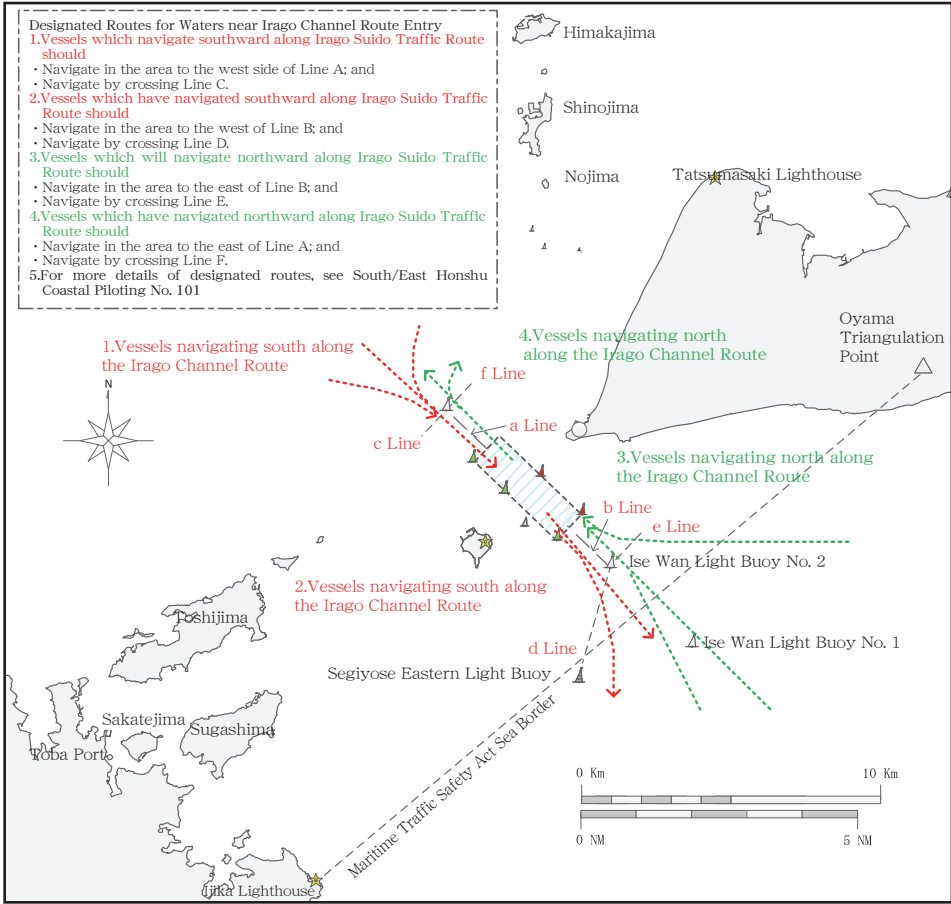 Designated Routes for Waters near Irago Channel Route Entry
1.Vessels which navigate southward along Irago Suido Traffic Route
should
・Navigate in the area to the west side of Line A; and
・Navigate by crossing Line C.
2.Vessels which have navigated southward along Irago Suido Traffic
Route should
・Navigate in the area to the west of Line B; and
・Navigate by crossing Line D.
3.Vessels which will navigate northward along Irago Suido Traffic
Route should
・Navigate in the area to the east of Line B; and
・Navigate by crossing Line E.
4.Vessels which have navigated northward along Irago Suido Traffic
Route should
・Navigate in the area to the east of Line A; and
・Navigate by crossing Line F.
5.For more details of designated routes, see South/East Honshu
Coastal Piloting No. 101
Himakajima
Shinojima
Nojima
Tatsumasaki Lighthouse
Oyama
Triangulation
Point
1.Vessels navigating south along
the Irago Channel Route
4.Vessels navigating north
along the Irago Channel Route
N
f Line
a Line
c Line
3.Vessels navigating north along
the Irago Channel Route
b Line
e Line
Ise Wan Light Buoy No. 2
2.Vessels navigating south along
the Irago Channel Route
Toshijima
d Line
Ise Wan Light Buoy No. 1
Segiyose Eastern Light Buoy
Sakatejima
Sugashima
Toba Port
Maritime Traffic Safety Act Sea Border
0 Km
10 Km
0 NM
5 NM
Ijika Lighthouse